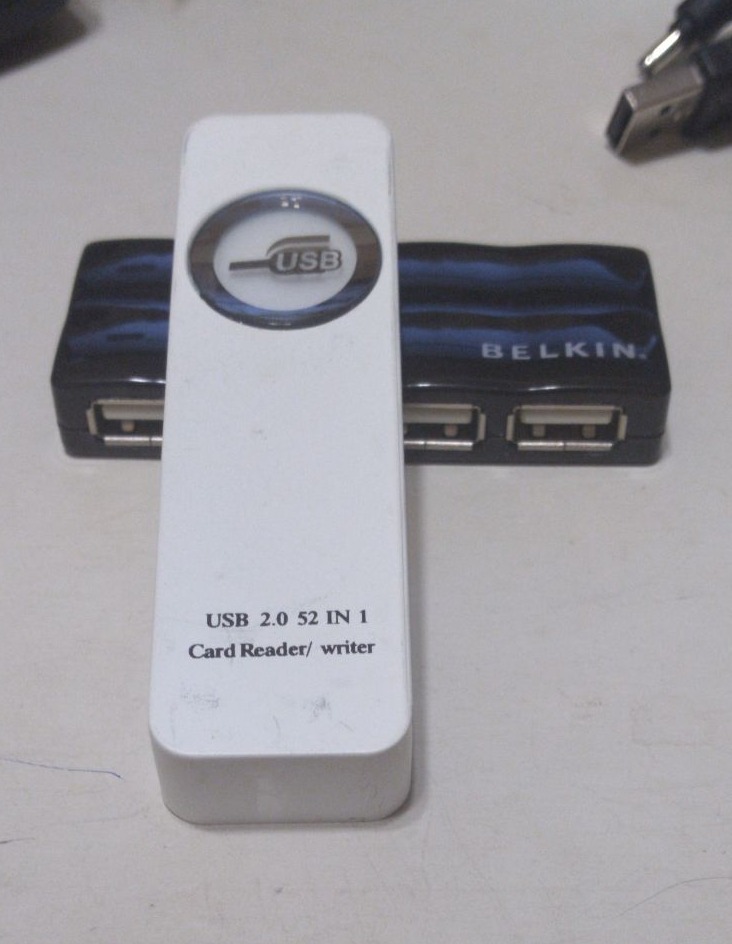 USB
BELKIN.
USB 2.0 52 IN 1
Card Reader/ writer